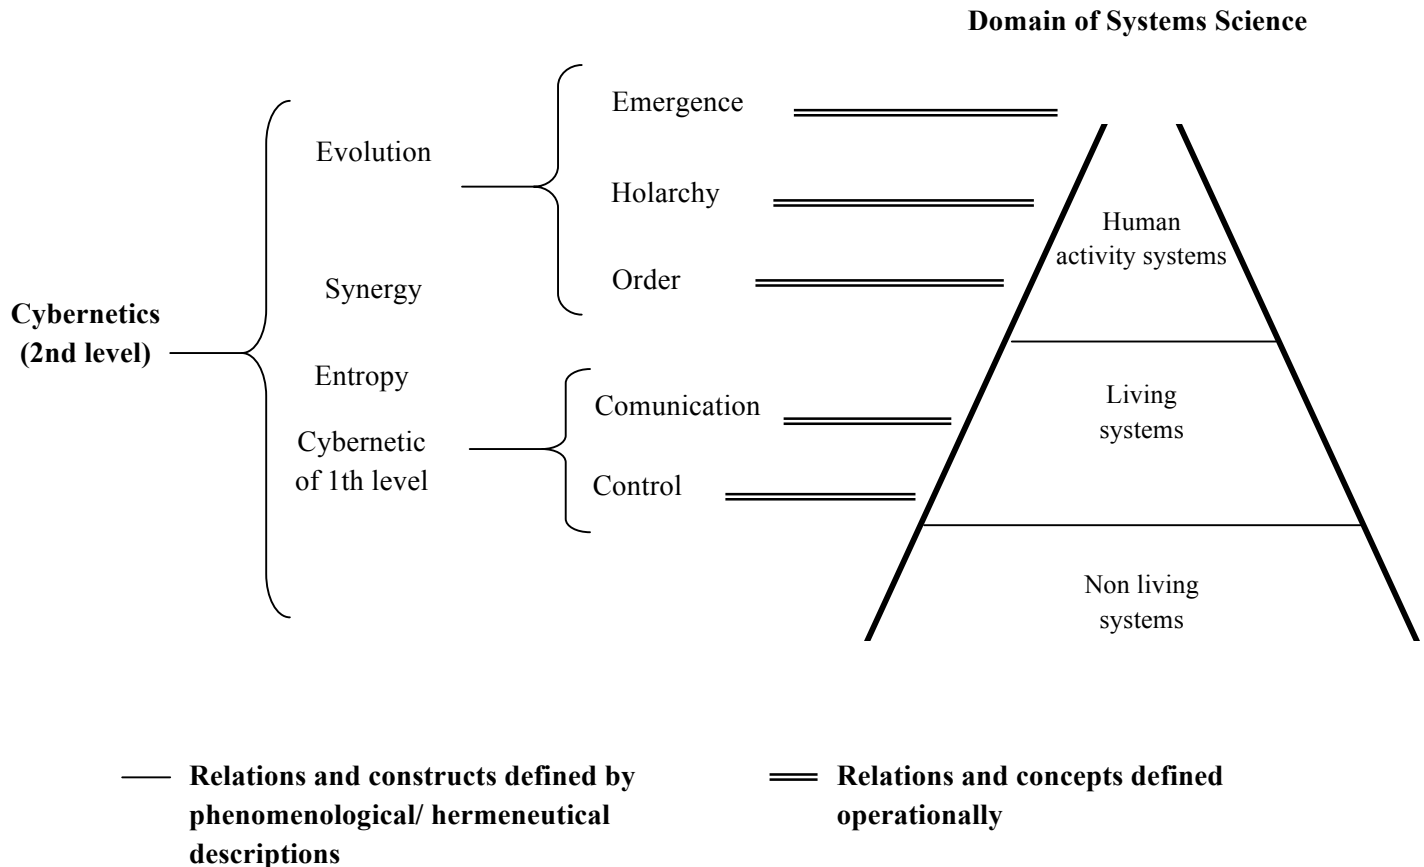 Domain of Systems Science
Emergence
Evolution
Holarchy
Human
activity systems
Order
Synergy
Cybernetics
(2nd level)
Entropy
Comunication
Living
systems
Cybernetic
of 1th level
Control
Non living
systems
Relations and constructs defined by
phenomenological/ hermeneutical
descriptions
Relations and concepts defined
operationally